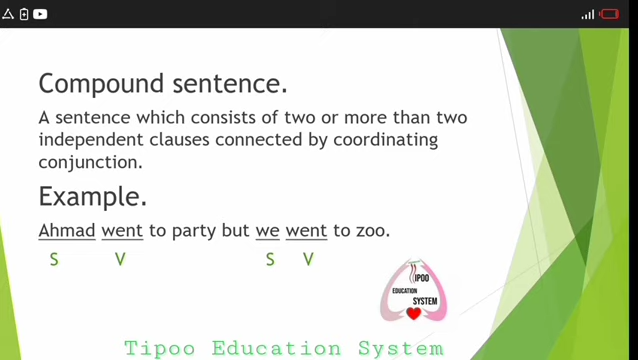 Compound sentence.
A sentence which consists of two or more than two
independent clauses connected by coordinating
conjunction.
Example.
Ahmad went to party but we went to zoo.
S V S V
TIPOO
EDUCATION
SYSTEM
Tipoo Education System